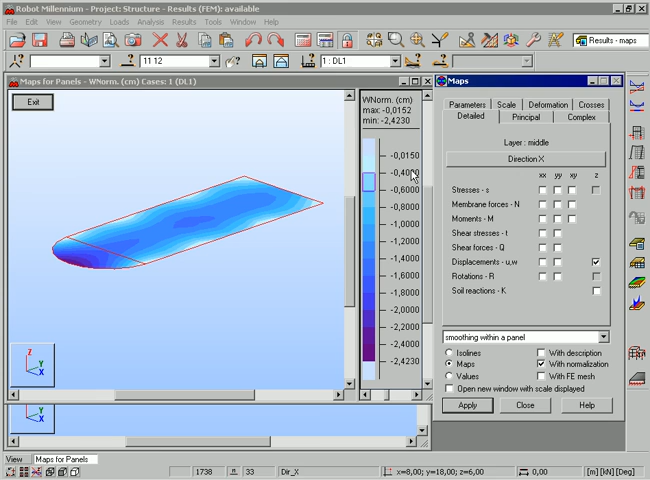 Robot Millennium - Project: Structure - Results (FEM): available
File Edit View Geometry Loads Analysis Results Tools Window Help
Results - maps
11 12
1 : DL1
Maps for Panels - WNorm. (cm) Cases: 1 (DL1)
Exit
WNorm. (cm)
max: -0,0152
min: -2,4230
-0,0150
-0,4000
-0,6000
-0,8000
-1,0000
-1,2000
-1,4000
-1,6000
-1,8000
-2,0000
-2,2000
-2,4000
-2,4230
Z
Y
X
Y
X
Maps
Parameters Scale Deformation Crosses
Detailed Principal Complex
Layer : middle
Direction X
xx yy xy z
Stresses - s
Membrane forces - N
Moments - M
Shear stresses - t
Shear forces - Q
Displacements - u,w
Rotations - R
Soil reactions - K
smoothing within a panel
Isolines With description
Maps With normalization
Values With FE mesh
Open new window with scale displayed
Apply Close Help
View Maps for Panels
1738 33 Dir_X x=8,00; y=18,00; z=6,00 0,00 [m] [kN] [Deg]